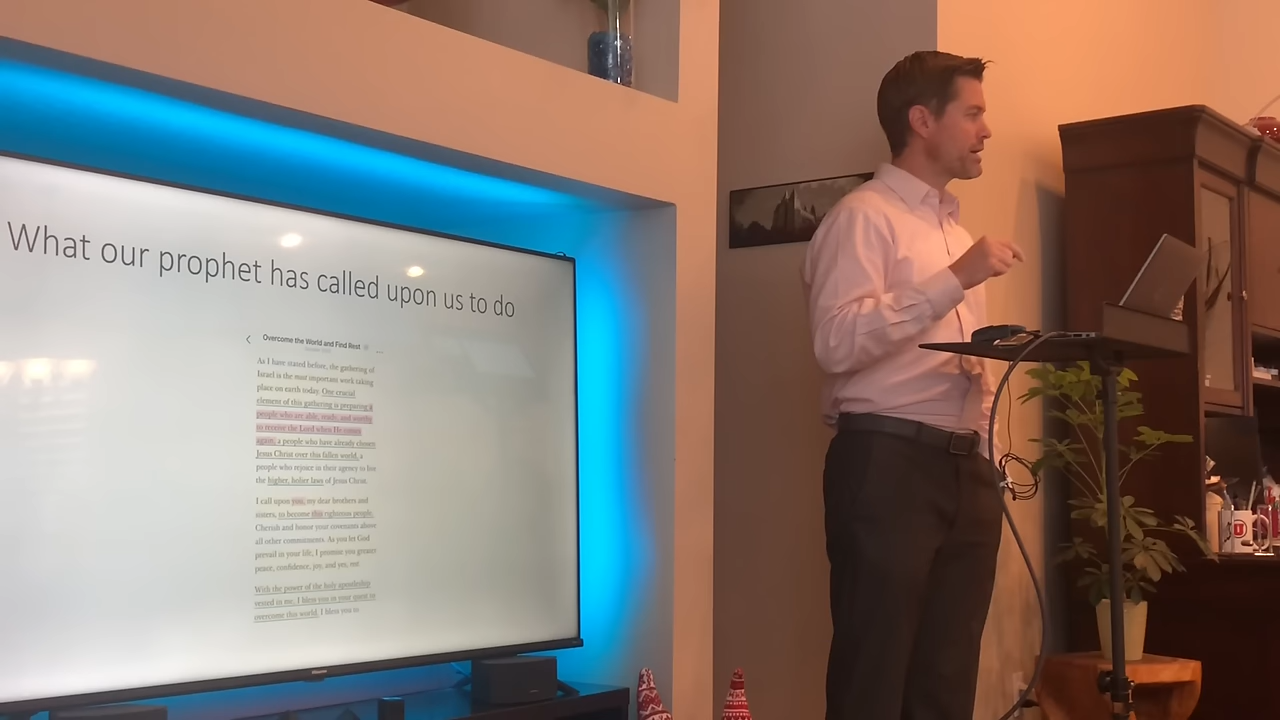 What our prophet has called upon us to do
Overcome the World and Find Rest
As I have stated before, the gathering of
Israel is the most important work taking
place on earth today. One crucial
element of this gathering is preparing a
people who are able, ready, and worthy
to receive the Lord when He comes
again, a people who have already chosen
Jesus Christ over this fallen world, a
people who rejoice in their agency to live
the higher, holier laws of Jesus Christ.
I call upon you, my dear brothers and
sisters, to become this righteous people.
Cherish and honor your covenants above
all other commitments. As you let God
prevail in your life, I promise you greater
peace, confidence, joy, and yes, rest.
With the power of the holy apostleship
vested in me, I bless you in your quest to
overcome this world. I bless you to
Hisense